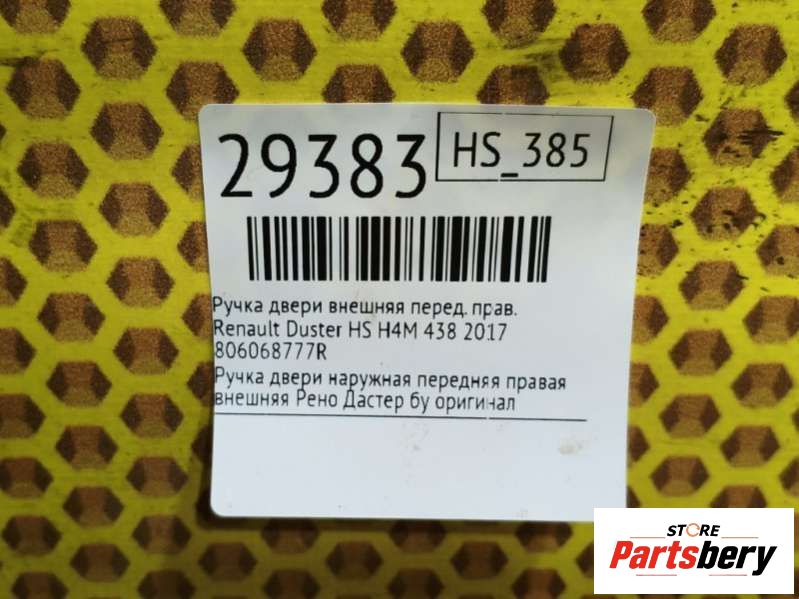 29383
HS_385
Ручка двери внешняя перед. прав.
Renault Duster HS H4M 438 2017
806068777R
Ручка двери наружная передняя правая
внешняя Рено Дастер бу оригинал
STORE
Partsbery